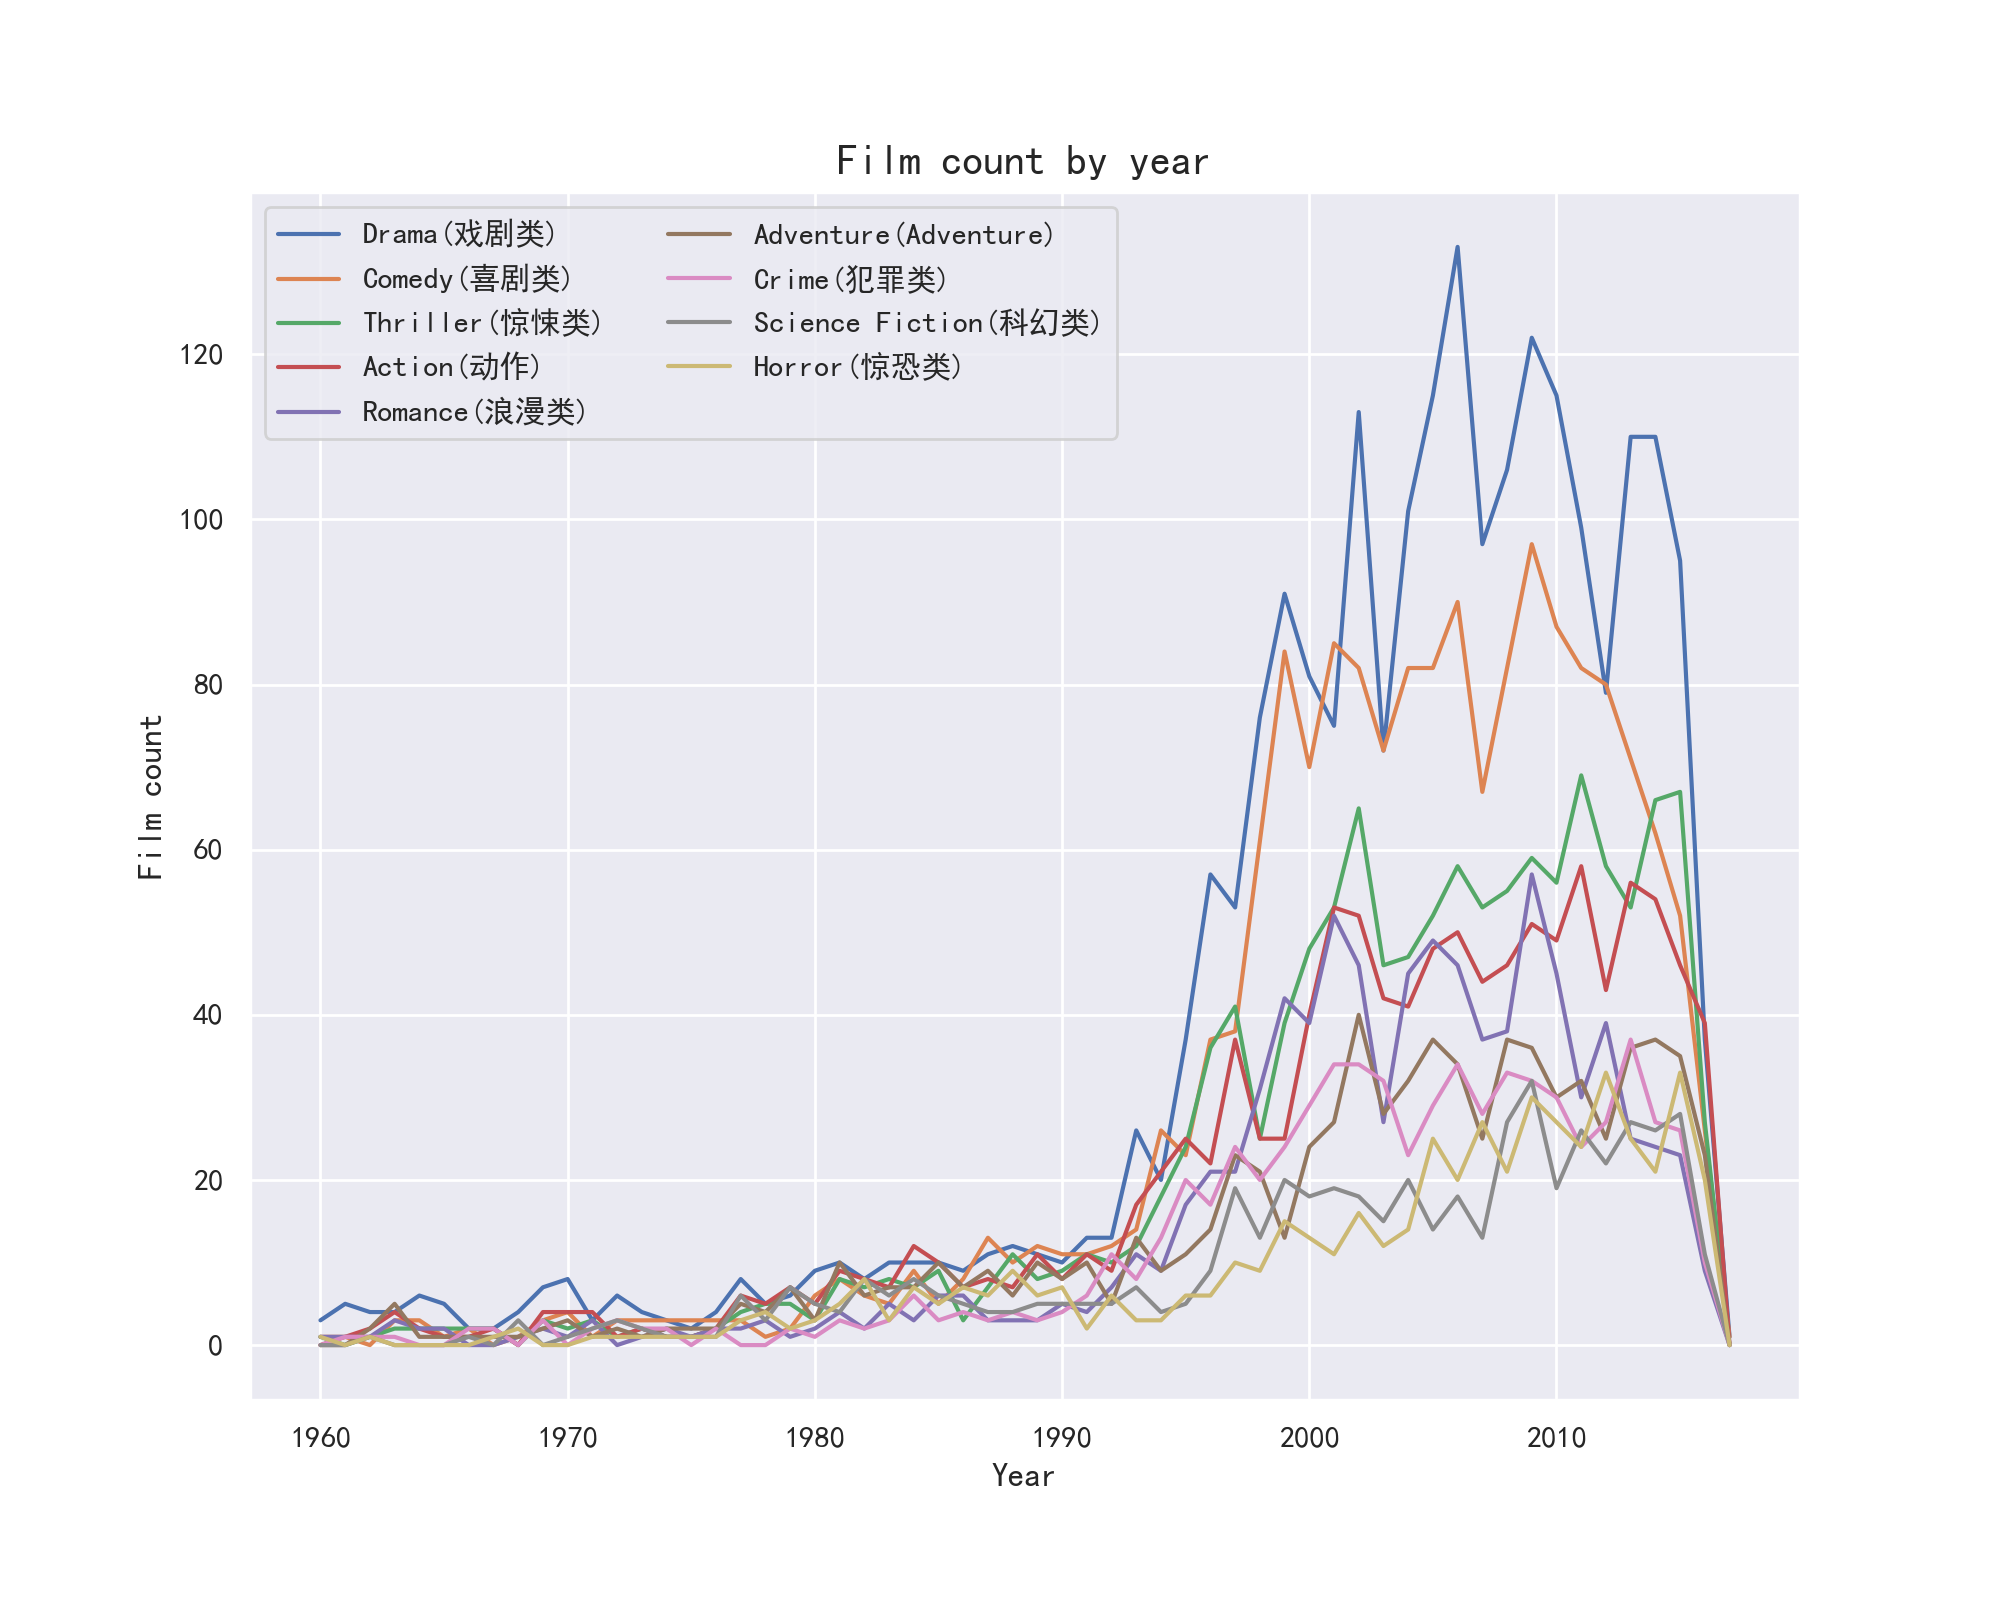 Film count by year
Drama(戏剧类)
Comedy(喜剧类)
Thriller(惊悚类)
Action(动作)
Romance(浪漫类)
Adventure(Adventure)
Crime(犯罪类)
Science Fiction(科幻类)
Horror(惊恐类)
120
100
80
60
40
20
0
Film count
1960 1970 1980 1990 2000 2010
Year